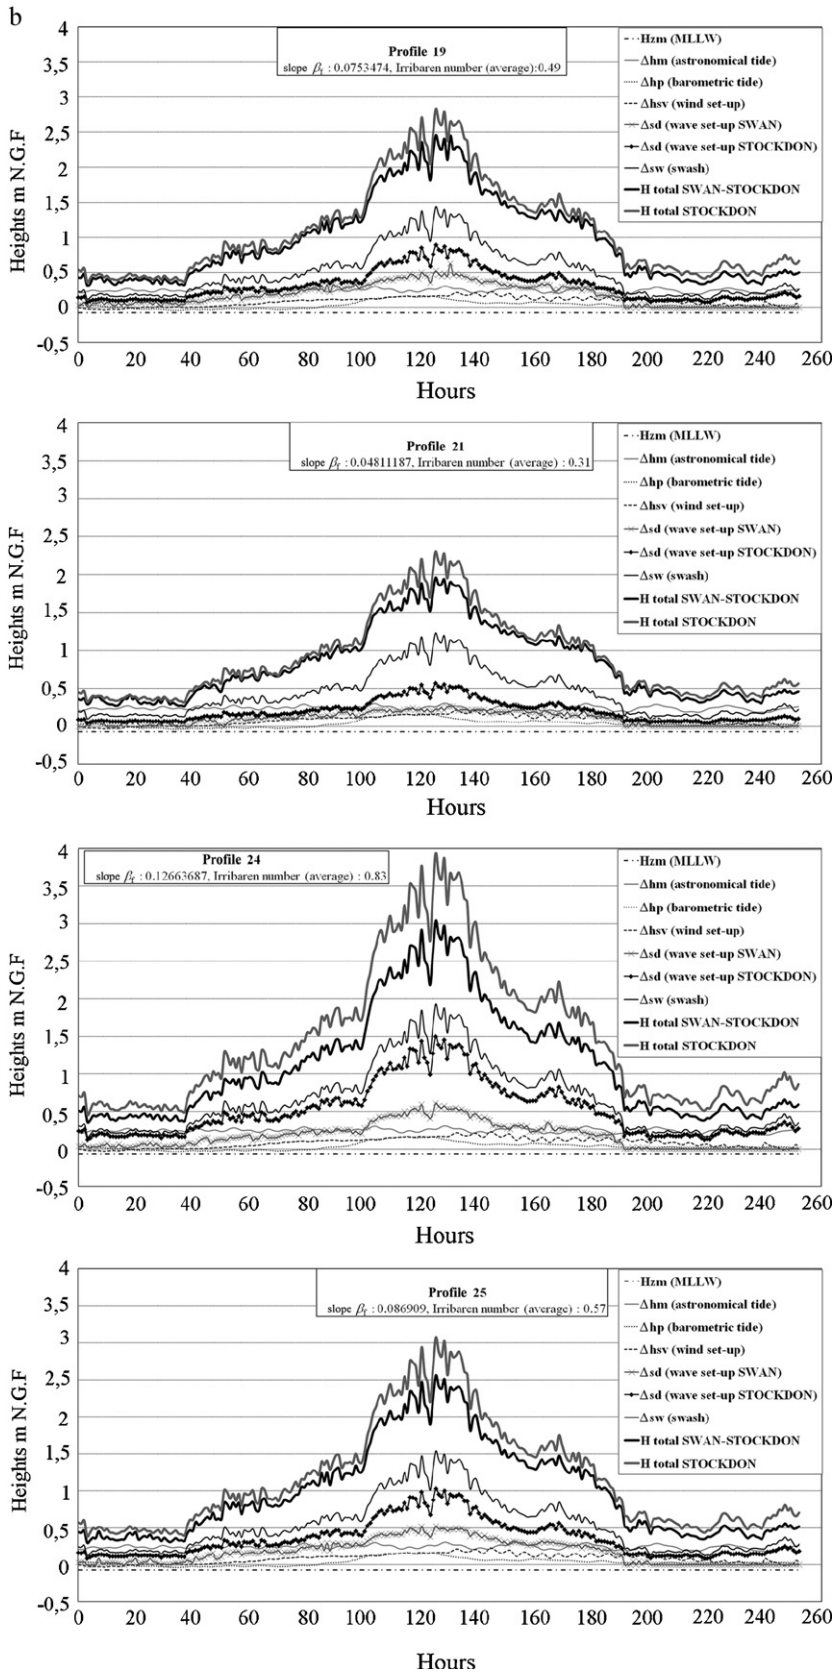 b
Heights m N.G.F
4
3,5
3
2,5
2
1,5
1
0,5
0
-0,5
Profile 19
slope βf : 0.0753474, Irribaren number (average):0.49
Hzm (MLLW)
Δhm (astronomical tide)
Δhp (barometric tide)
Δhsv (wind set-up)
Δsd (wave set-up SWAN)
Δsd (wave set-up STOCKDON)
Δsw (swash)
H total SWAN-STOCKDON
H total STOCKDON
0 20 40 60 80 100 120 140 160 180 200 220 240 260
Hours
Heights m N.G.F
4
3,5
3
2,5
2
1,5
1
0,5
0
-0,5
Profile 21
slope βf : 0.04811187, Irribaren number (average) : 0.31
Hzm (MLLW)
Δhm (astronomical tide)
Δhp (barometric tide)
Δhsv (wind set-up)
Δsd (wave set-up SWAN)
Δsd (wave set-up STOCKDON)
Δsw (swash)
H total SWAN-STOCKDON
H total STOCKDON
0 20 40 60 80 100 120 140 160 180 200 220 240 260
Hours
Heights m N.G.F
4
3,5
3
2,5
2
1,5
1
0,5
0
-0,5
Profile 24
slope βf : 0.12663687, Irribaren number (average) : 0.83
Hzm (MLLW)
Δhm (astronomical tide)
Δhp (barometric tide)
Δhsv (wind set-up)
Δsd (wave set-up SWAN)
Δsd (wave set-up STOCKDON)
Δsw (swash)
H total SWAN-STOCKDON
H total STOCKDON
0 20 40 60 80 100 120 140 160 180 200 220 240 260
Hours
Heights m N.G.F
4
3,5
3
2,5
2
1,5
1
0,5
0
-0,5
Profile 25
slope βf : 0.086909, Irribaren number (average) : 0.57
Hzm (MLLW)
Δhm (astronomical tide)
Δhp (barometric tide)
Δhsv (wind set-up)
Δsd (wave set-up SWAN)
Δsd (wave set-up STOCKDON)
Δsw (swash)
H total SWAN-STOCKDON
H total STOCKDON
0 20 40 60 80 100 120 140 160 180 200 220 240 260
Hours